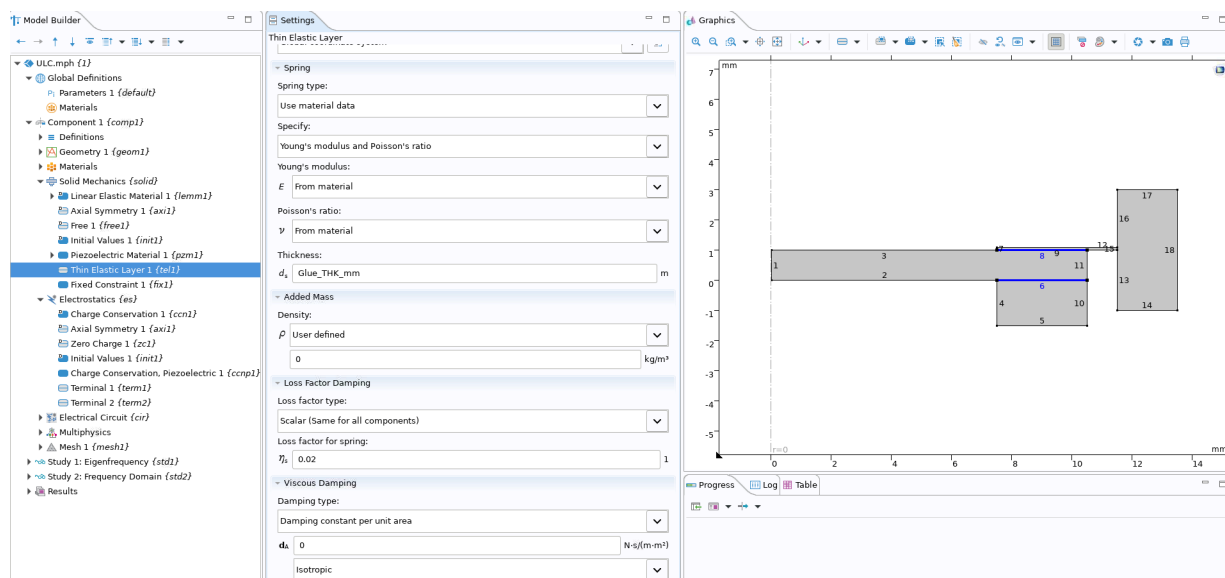 Model Builder
ULC.mph {1}
Global Definitions
Pi Parameters 1 {default}
Materials
Component 1 {comp1}
Definitions
Geometry 1 {geom1}
Materials
Solid Mechanics {solid}
Linear Elastic Material 1 {lemm1}
Axial Symmetry 1 {axi1}
Free 1 {free1}
Initial Values 1 {init1}
Piezoelectric Material 1 {pzm1}
Thin Elastic Layer 1 {tel1}
Fixed Constraint 1 {fix1}
Electrostatics {es}
Charge Conservation 1 {ccn1}
Axial Symmetry 1 {axi1}
Zero Charge 1 {zc1}
Initial Values 1 {init1}
Charge Conservation, Piezoelectric 1 {ccnp1}
Terminal 1 {term1}
Terminal 2 {term2}
Electrical Circuit {cir}
Multiphysics
Mesh 1 {mesh1}
Study 1: Eigenfrequency {std1}
Study 2: Frequency Domain {std2}
Results
Settings
Thin Elastic Layer
Spring
Spring type:
Use material data
Specify:
Young's modulus and Poisson's ratio
Young's modulus:
E From material
Poisson's ratio:
ν From material
Thickness:
ds Glue_THK_mm m
Added Mass
Density:
ρ User defined
0 kg/m³
Loss Factor Damping
Loss factor type:
Scalar (Same for all components)
Loss factor for spring:
ηs 0.02 1
Viscous Damping
Damping type:
Damping constant per unit area
dA 0 N·s/(m·m²)
Isotropic
Graphics
mm
7
6
5
4
3
2
1
0
-1
-2
-3
-4
-5
17
16
18
12
15
7
3
8
9
1
11
2
6
13
4
10
14
5
r=0
mm
0 2 4 6 8 10 12 14
Progress Log Table